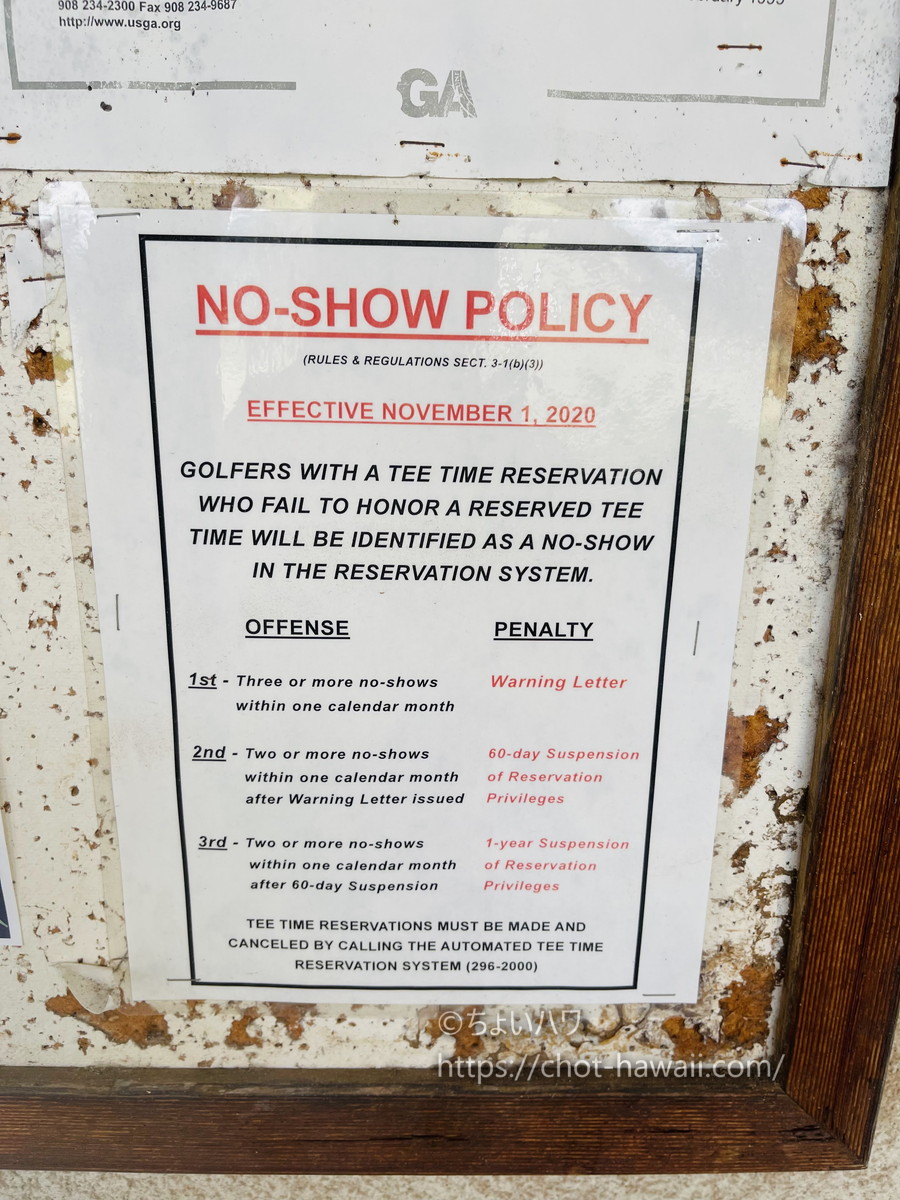 908 234-2300 Fax 908 234-9687
http://www.usga.org
GA
NO-SHOW POLICY
(RULES & REGULATIONS SECT. 3-1(b)(3))
EFFECTIVE NOVEMBER 1, 2020
GOLFERS WITH A TEE TIME RESERVATION
WHO FAIL TO HONOR A RESERVED TEE
TIME WILL BE IDENTIFIED AS A NO-SHOW
IN THE RESERVATION SYSTEM.
OFFENSE PENALTY
1st - Three or more no-shows Warning Letter
within one calendar month
2nd - Two or more no-shows 60-day Suspension
within one calendar month of Reservation
after Warning Letter issued Privileges
3rd - Two or more no-shows 1-year Suspension
within one calendar month of Reservation
after 60-day Suspension Privileges
TEE TIME RESERVATIONS MUST BE MADE AND
CANCELED BY CALLING THE AUTOMATED TEE TIME
RESERVATION SYSTEM (296-2000)
©ちょいハワ
https://chot-hawaii.com/